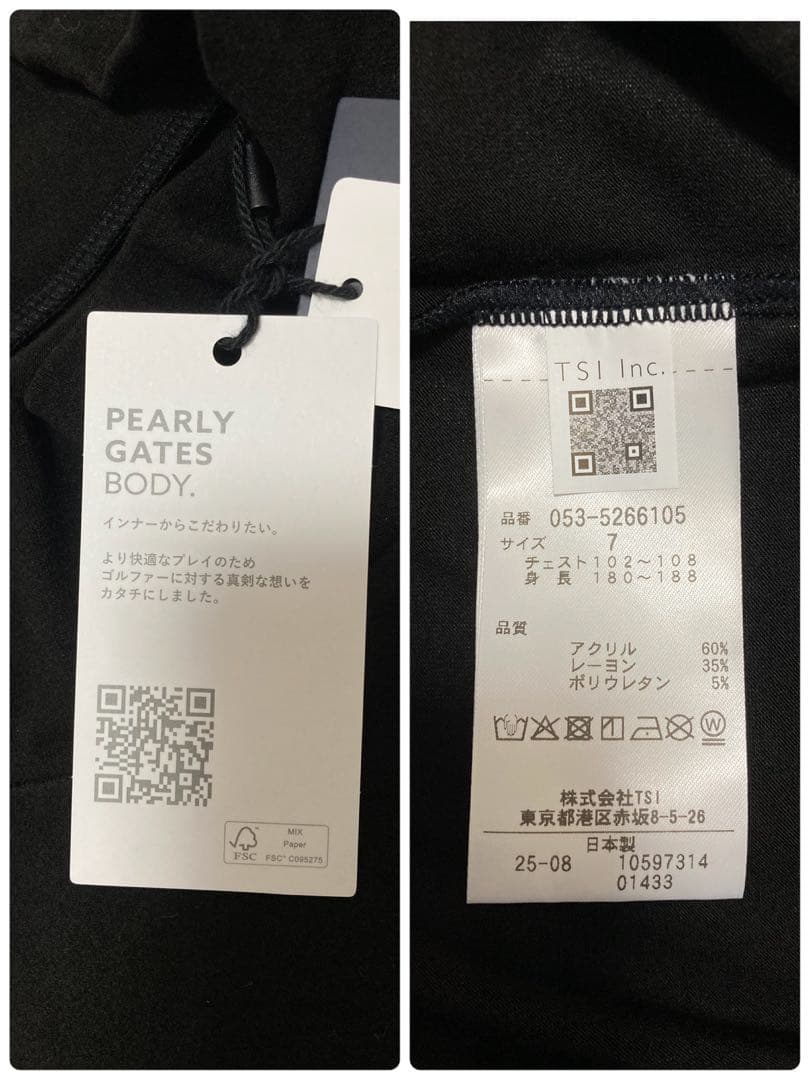 PEARLY
GATES
BODY.
インナーからこだわりたい。
より快適なプレイのため
ゴルファーに対する真剣な想いを
カタチにしました。
FSC
MIX
Paper
FSC® C095275
TSI Inc.
品番 053-5266105
サイズ 7
チェスト102～108
身 長 180～188
品質
アクリル 60%
レーヨン 35%
ポリウレタン 5%
W
株式会社TSI
東京都港区赤坂8-5-26
日本製
25-08 10597314
01433